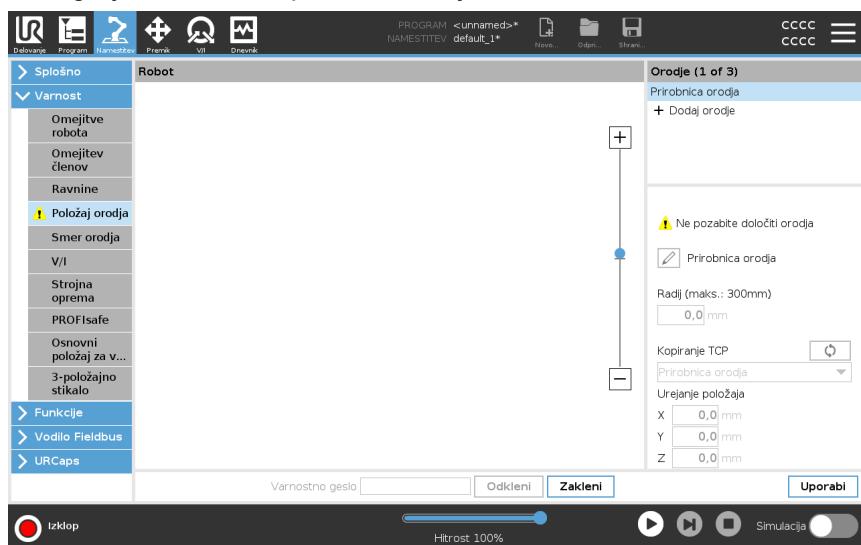 PROGRAM <unnamed>*
NAMESTITEV default_1*
Delovanje
Program
Namestitev
Premik
V/I
Dnevnik
Novo...
Odpri...
Shrani...
cccc
cccc
Splošno
Varnost
Omejitve robota
Omejitev členov
Ravnine
Položaj orodja
Smer orodja
V/I
Strojna oprema
PROFIsafe
Osnovni položaj za v...
3-položajno stikalo
Funkcije
Vodilo Fieldbus
URCaps
Robot
Orodje (1 of 3)
Prirobnica orodja
+ Dodaj orodje
Ne pozabite določiti orodja
Prirobnica orodja
Radij (maks.: 300mm)
0,0 mm
Kopiranje TCP
Prirobnica orodja
Urejanje položaja
X 0,0 mm
Y 0,0 mm
Z 0,0 mm
Varnostno geslo
Odkleni
Zakleni
Uporabi
Izklop
Hitrost 100%
Simulacija